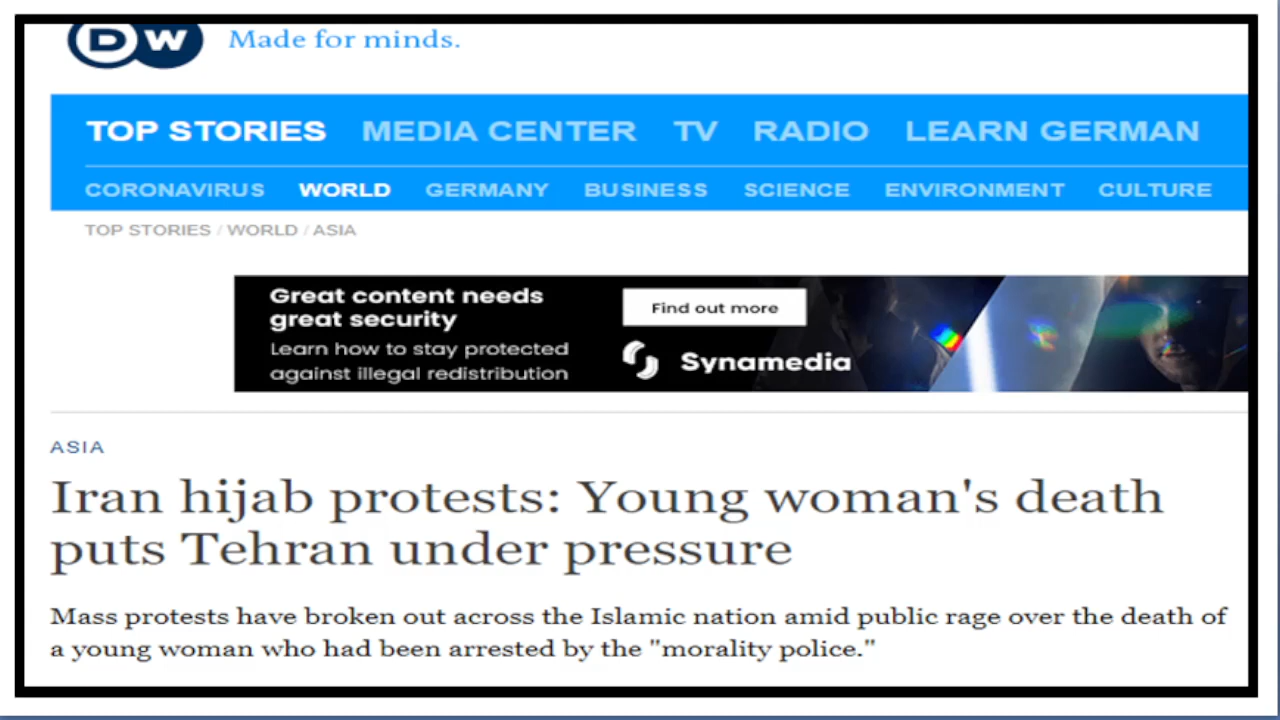 DW Made for minds.
TOP STORIES MEDIA CENTER TV RADIO LEARN GERMAN
CORONAVIRUS WORLD GERMANY BUSINESS SCIENCE ENVIRONMENT CULTURE
TOP STORIES / WORLD / ASIA
Great content needs
great security
Learn how to stay protected
against illegal redistribution
Find out more
Synamedia
ASIA
Iran hijab protests: Young woman's death
puts Tehran under pressure
Mass protests have broken out across the Islamic nation amid public rage over the death of
a young woman who had been arrested by the "morality police."